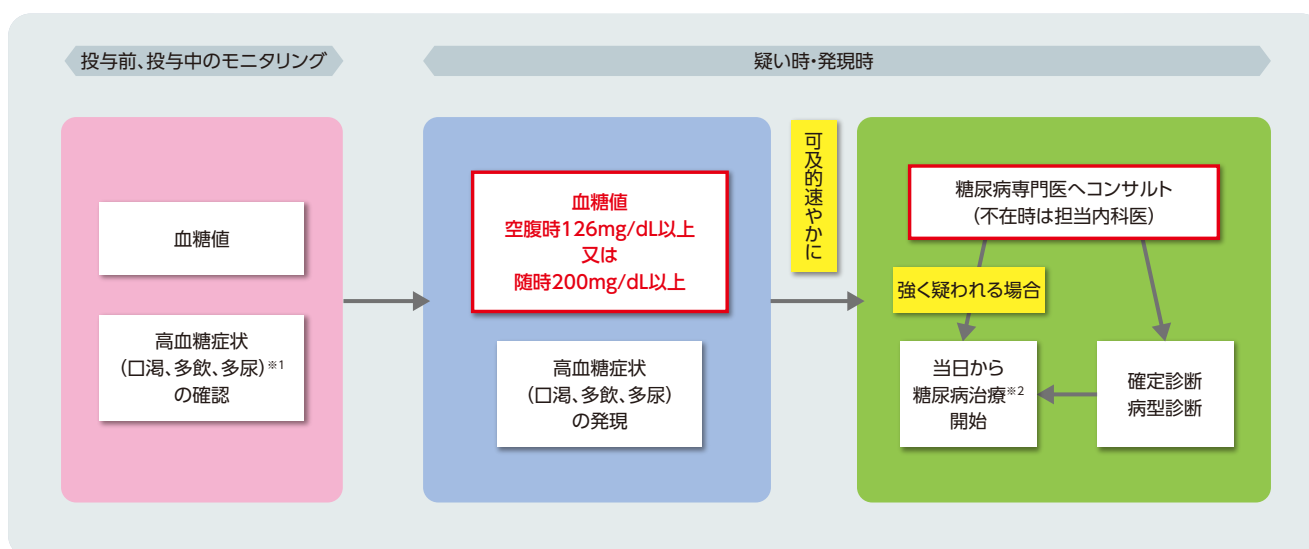 投与前、投与中のモニタリング
疑い時・発現時
血糖値
高血糖症状
(口渇、多飲、多尿)※1
の確認
血糖値
空腹時126mg/dL以上
又は
随時200mg/dL以上
高血糖症状
(口渇、多飲、多尿)
の発現
可及的速やかに
糖尿病専門医へコンサルト
(不在時は担当内科医)
強く疑われる場合
当日から
糖尿病治療※2
開始
確定診断
病型診断